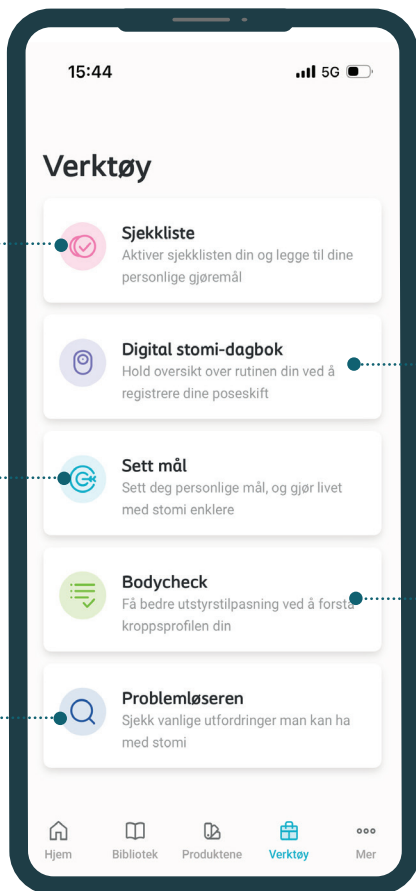 15:44
5G
Verktøy
Sjekkliste
Aktiver sjekklisten din og legge til dine
personlige gjøremål
Digital stomi-dagbok
Hold oversikt over rutinen din ved å
registrere dine poseskift
Sett mål
Sett deg personlige mål, og gjør livet
med stomi enklere
Bodycheck
Få bedre utstyrstilpasning ved å forstå
kroppsprofilen din
Problemløseren
Sjekk vanlige utfordringer man kan ha
med stomi
Hjem Bibliotek Produktene Verktøy Mer